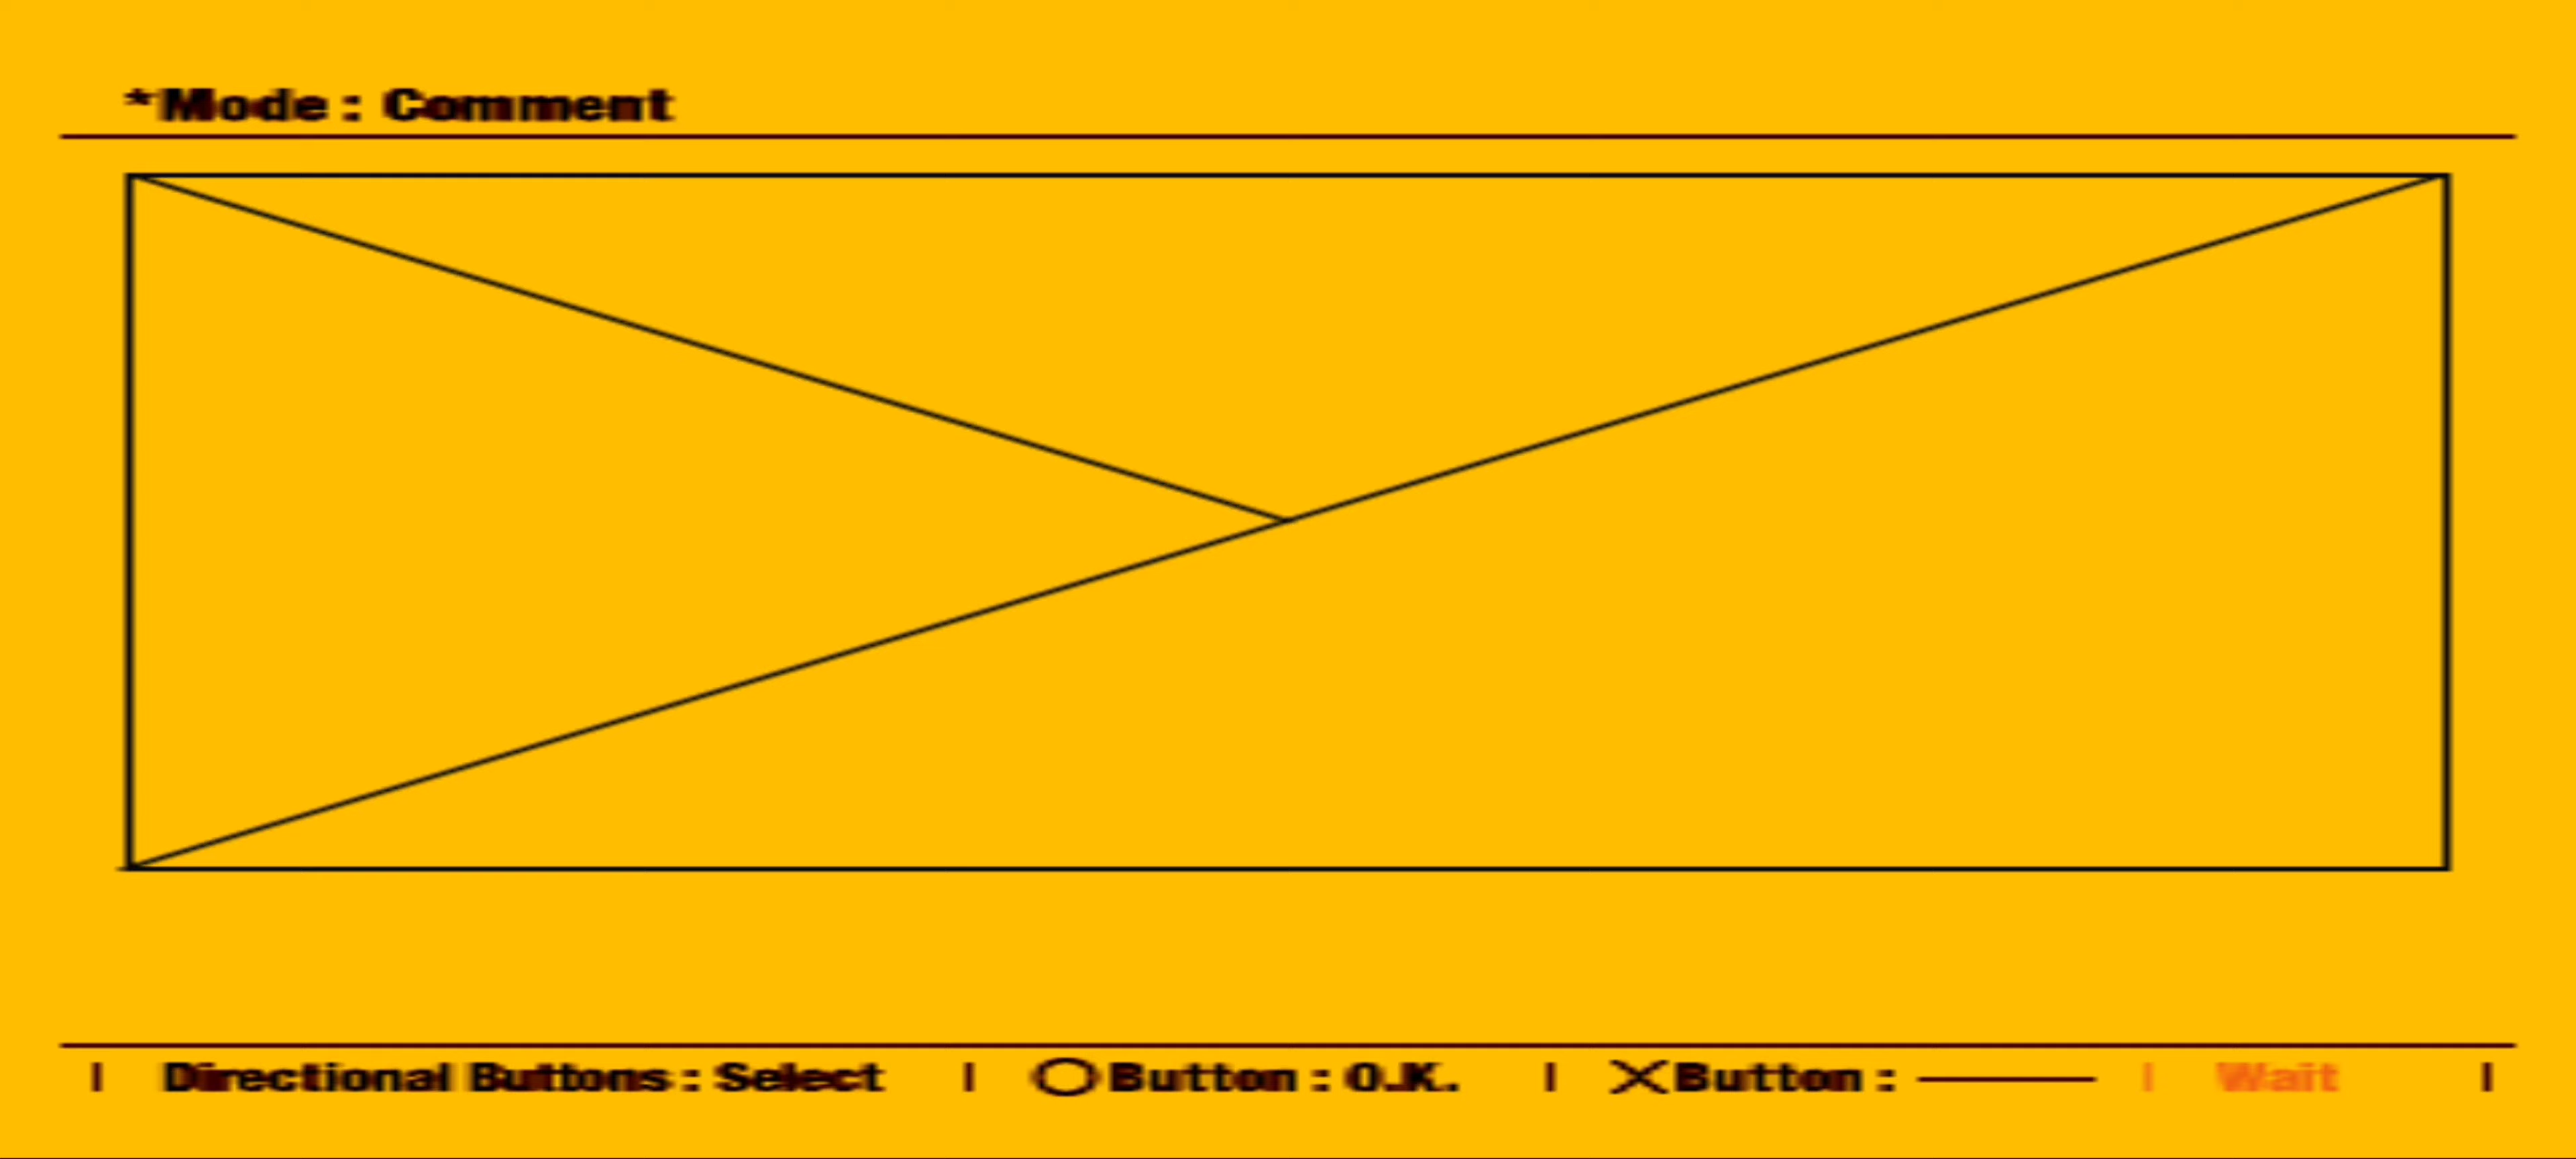 *Mode : Comment
| Directional Buttons : Select | ○Button : O.K. | ×Button : —— | Wait |